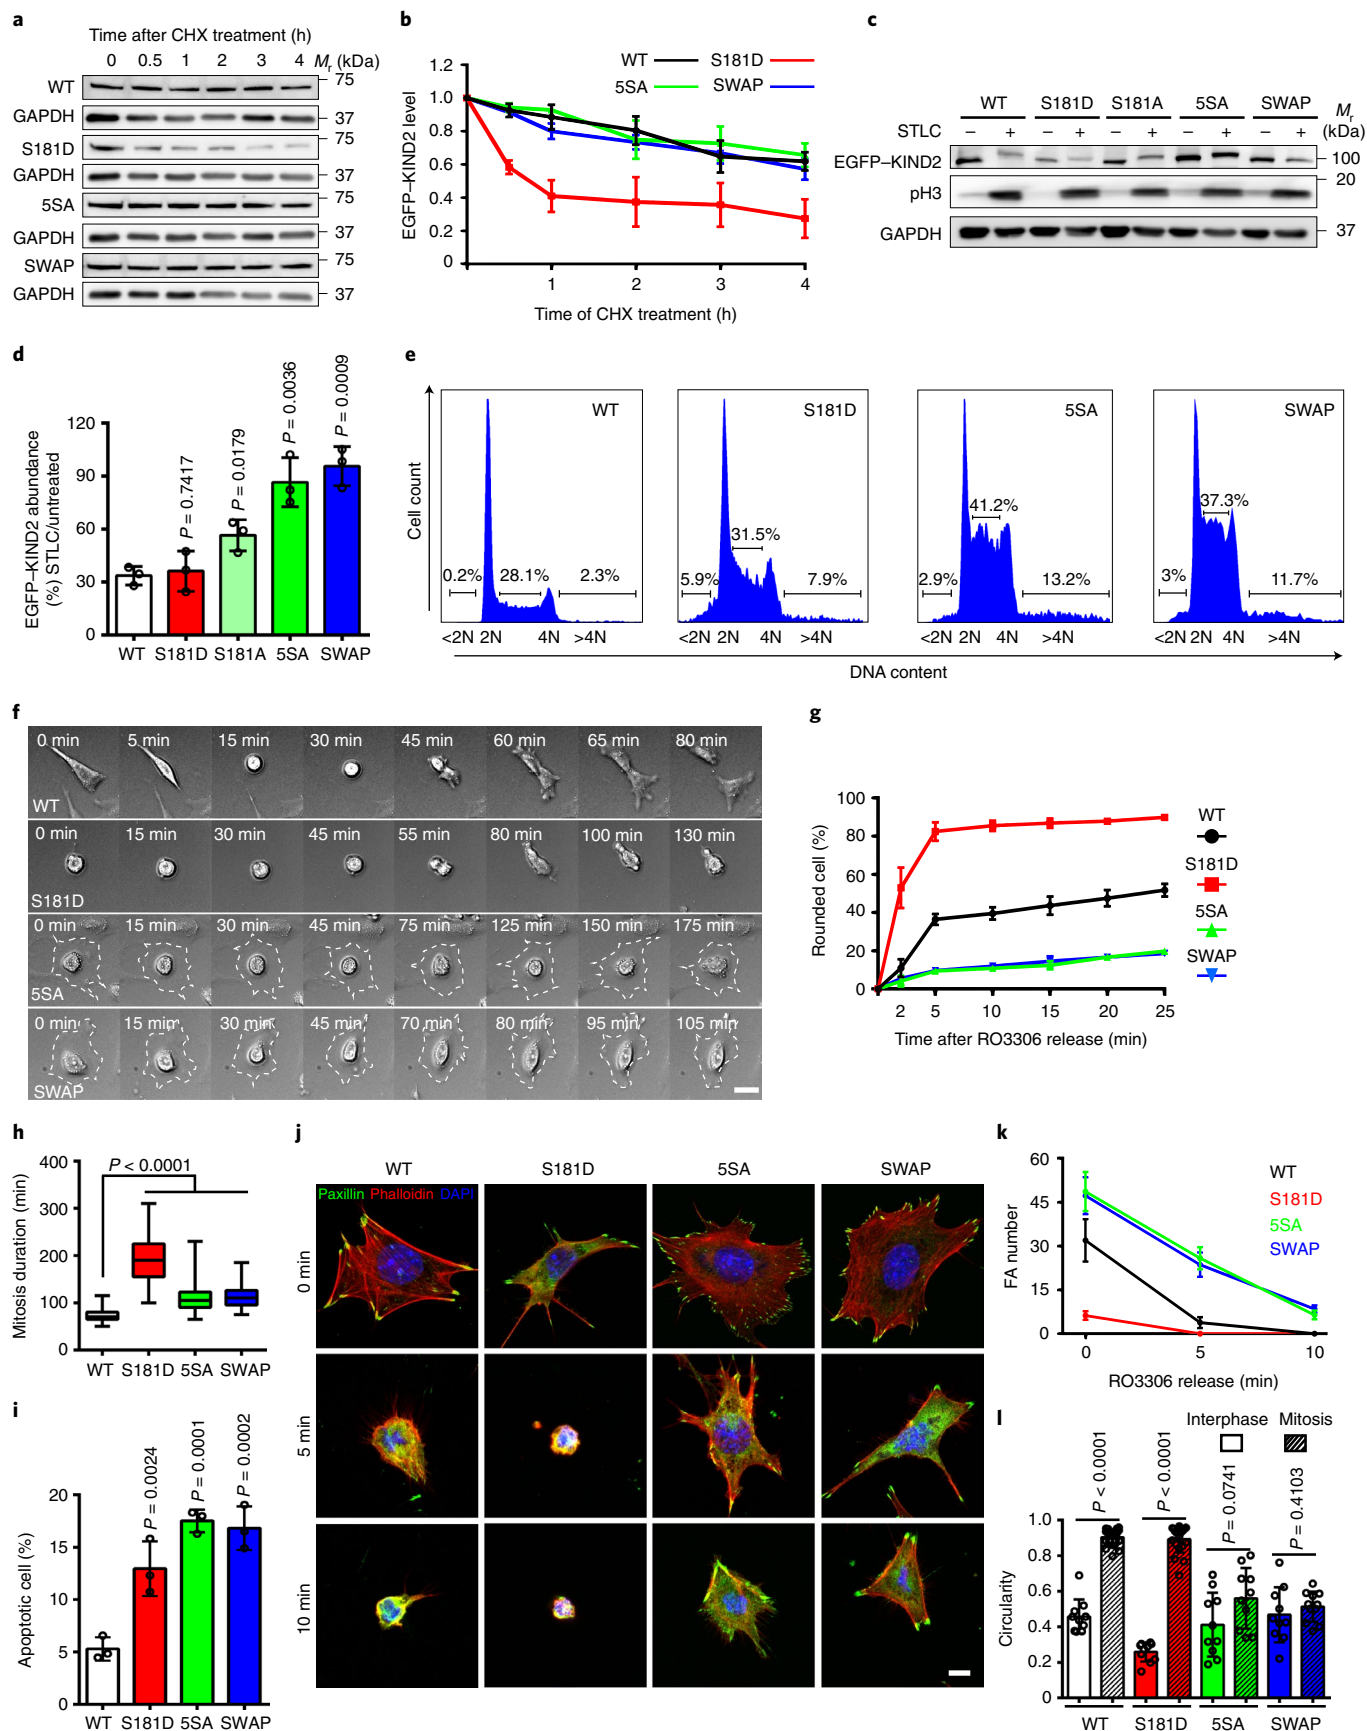 a
Time after CHX treatment (h)
0 0.5 1 2 3 4 Mr (kDa)
WT 75
GAPDH 37
S181D 75
GAPDH 37
5SA 75
GAPDH 37
SWAP 75
GAPDH 37
b
WT S181D
5SA SWAP
EGFP–KIND2 level
1.2
1.0
0.8
0.6
0.4
0.2
0
1 2 3 4
Time of CHX treatment (h)
c
WT S181D S181A 5SA SWAP Mr
STLC – + – + – + – + – + (kDa)
EGFP–KIND2 100
20
pH3
GAPDH 37
d
EGFP–KIND2 abundance
(%) STLC/untreated
120
90
60
30
0
P = 0.7417
P = 0.0179
P = 0.0036
P = 0.0009
WT S181D S181A 5SA SWAP
e
Cell count
WT
0.2% 28.1% 2.3%
<2N 2N 4N >4N
S181D
5.9% 31.5% 7.9%
<2N 2N 4N >4N
5SA
2.9% 41.2% 13.2%
<2N 2N 4N >4N
SWAP
3% 37.3% 11.7%
<2N 2N 4N >4N
DNA content
f
0 min 5 min 15 min 30 min 45 min 60 min 65 min 80 min
WT
0 min 15 min 30 min 45 min 55 min 80 min 100 min 130 min
S181D
0 min 15 min 30 min 45 min 75 min 125 min 150 min 175 min
5SA
0 min 15 min 30 min 45 min 70 min 80 min 95 min 105 min
SWAP
g
Rounded cell (%)
100
80
60
40
20
0
2 5 10 15 20 25
Time after RO3306 release (min)
WT
S181D
5SA
SWAP
h
Mitosis duration (min)
400
300
200
100
0
P < 0.0001
WT S181D 5SA SWAP
i
Apoptotic cell (%)
20
15
10
5
0
P = 0.0024
P = 0.0001
P = 0.0002
WT S181D 5SA SWAP
j
WT S181D 5SA SWAP
Paxillin Phalloidin DAPI
0 min
5 min
10 min
k
FA number
60
45
30
15
0
WT
S181D
5SA
SWAP
0 5 10
RO3306 release (min)
l
Interphase Mitosis
Circularity
1.0
0.8
0.6
0.4
0.2
0
P < 0.0001
P < 0.0001
P = 0.0741
P = 0.4103
WT S181D 5SA SWAP